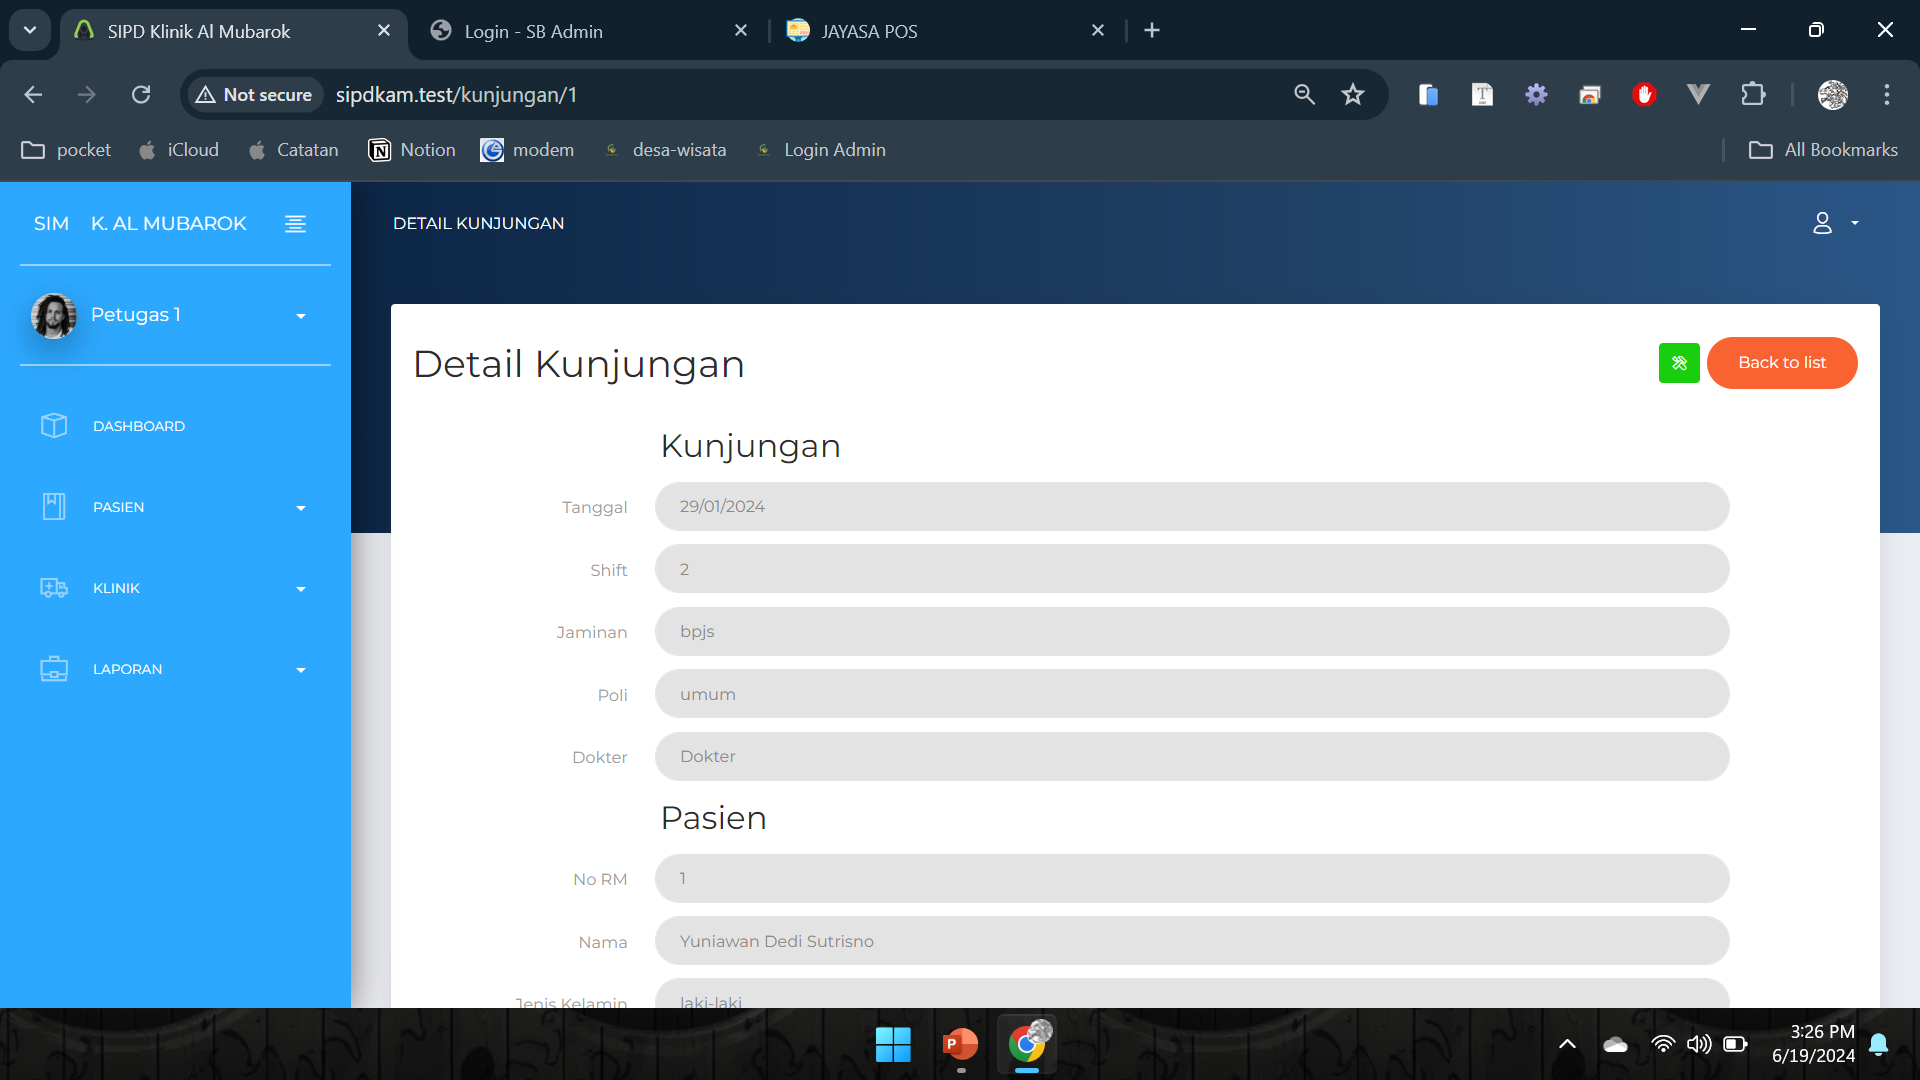 SIPD Klinik Al Mubarok
Login - SB Admin
JAYASA POS
Not secure
sipdkam.test/kunjungan/1
pocket
iCloud
Catatan
Notion
modem
desa-wisata
Login Admin
All Bookmarks
SIM K. AL MUBAROK
DETAIL KUNJUNGAN
Petugas 1
DASHBOARD
PASIEN
KLINIK
LAPORAN
Detail Kunjungan
Back to list
Kunjungan
Tanggal 29/01/2024
Shift 2
Jaminan bpjs
Poli umum
Dokter Dokter
Pasien
No RM 1
Nama Yuniawan Dedi Sutrisno
Jenis Kelamin laki-laki
3:26 PM
6/19/2024